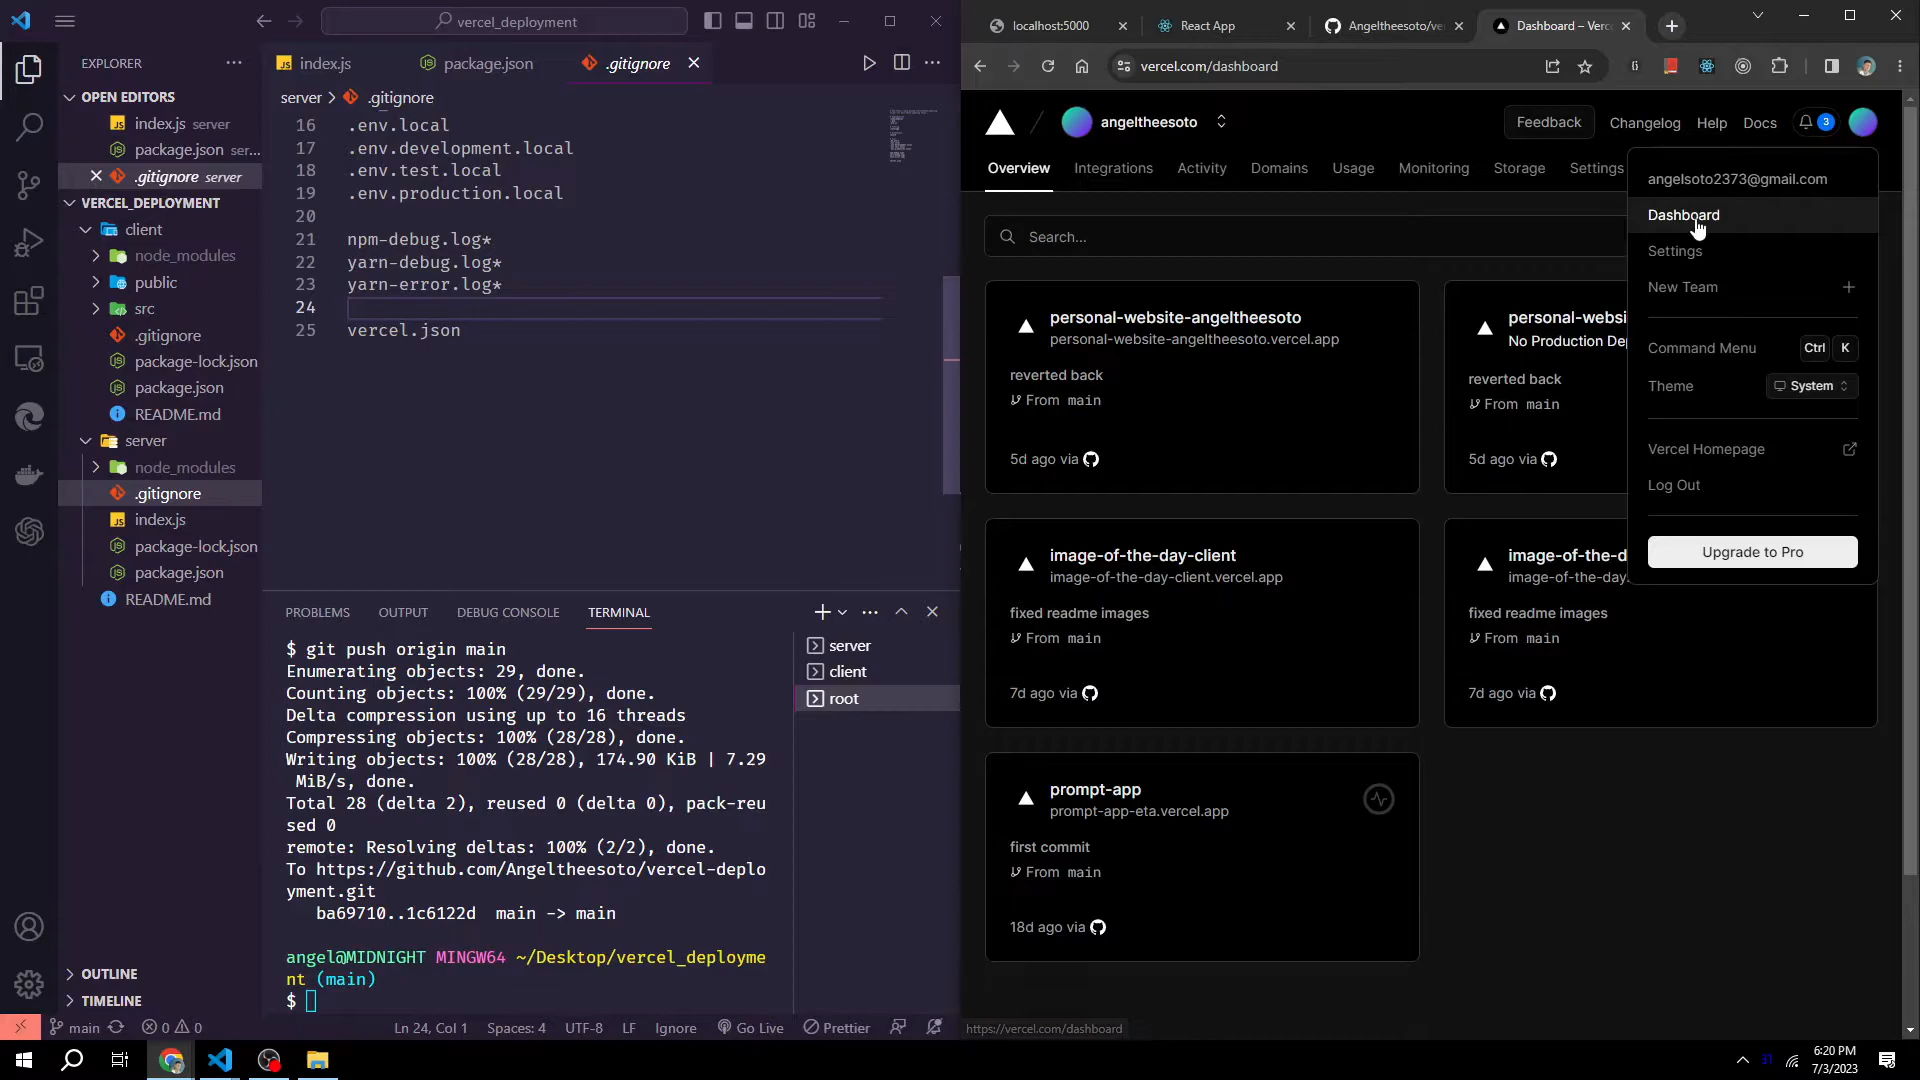 vercel_deployment
EXPLORER
OPEN EDITORS
index.js server
package.json ser...
.gitignore server
VERCEL_DEPLOYMENT
client
node_modules
public
src
.gitignore
package-lock.json
package.json
README.md
server
node_modules
.gitignore
index.js
package-lock.json
package.json
README.md
OUTLINE
TIMELINE
index.js
package.json
.gitignore
server > .gitignore
16 .env.local
17 .env.development.local
18 .env.test.local
19 .env.production.local
20
21 npm-debug.log*
22 yarn-debug.log*
23 yarn-error.log*
24
25 vercel.json
PROBLEMS OUTPUT DEBUG CONSOLE TERMINAL
$ git push origin main
Enumerating objects: 29, done.
Counting objects: 100% (29/29), done.
Delta compression using up to 16 threads
Compressing objects: 100% (28/28), done.
Writing objects: 100% (28/28), 174.90 KiB | 7.29
MiB/s, done.
Total 28 (delta 2), reused 0 (delta 0), pack-reu
sed 0
remote: Resolving deltas: 100% (2/2), done.
To https://github.com/Angeltheesoto/vercel-deplo
yment.git
ba69710..1c6122d main -> main
angel@MIDNIGHT MINGW64 ~/Desktop/vercel_deployme
nt (main)
$
server
client
root
main 0 0 Ln 24, Col 1 Spaces: 4 UTF-8 LF Ignore Go Live Prettier
localhost:5000
React App
Angeltheesoto/ve
Dashboard – Verc
vercel.com/dashboard
angeltheesoto
Feedback Changelog Help Docs 3
Overview Integrations Activity Domains Usage Monitoring Storage Settings
Search...
angelsoto2373@gmail.com
Dashboard
Settings
New Team
Command Menu Ctrl K
Theme System
Vercel Homepage
Log Out
Upgrade to Pro
personal-website-angeltheesoto
personal-website-angeltheesoto.vercel.app
reverted back
From main
5d ago via
personal-websi
No Production De
reverted back
From main
5d ago via
image-of-the-day-client
image-of-the-day-client.vercel.app
fixed readme images
From main
7d ago via
image-of-the-d
image-of-the-day
fixed readme images
From main
7d ago via
prompt-app
prompt-app-eta.vercel.app
first commit
From main
18d ago via
https://vercel.com/dashboard
6:20 PM
7/3/2023